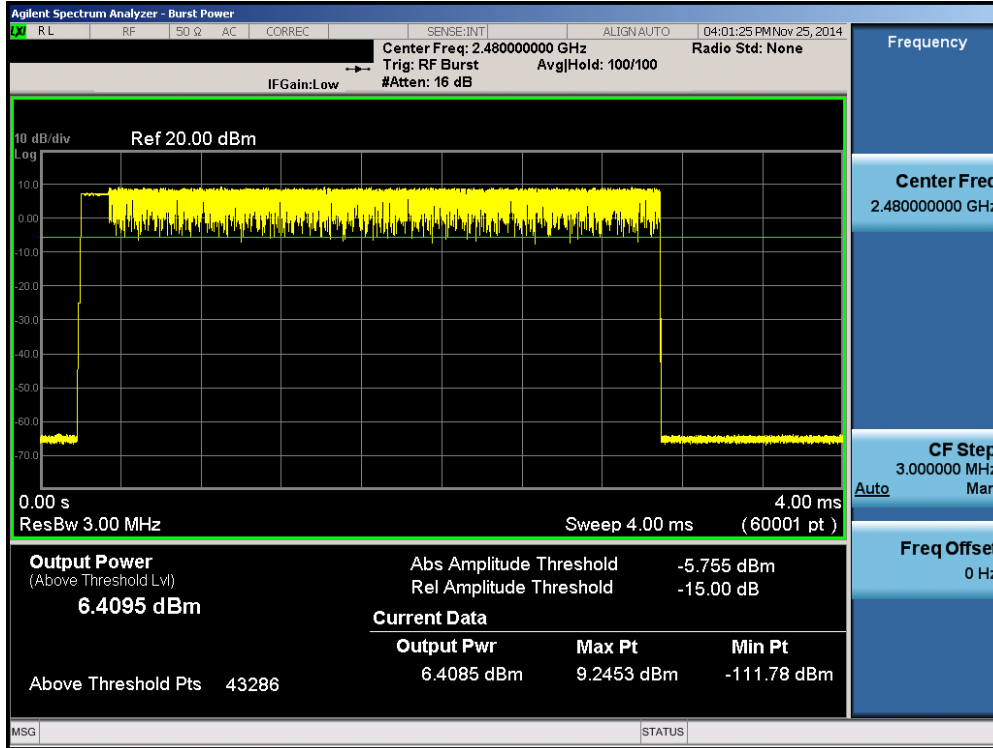 Agilent Spectrum Analyzer - Burst Power
LXI RL RF 50 Ω AC CORREC SENSE:INT ALIGN AUTO 04:01:25 PM Nov 25, 2014
Center Freq: 2.480000000 GHz Radio Std: None
Trig: RF Burst Avg|Hold: 100/100
IFGain:Low #Atten: 16 dB
10 dB/div Ref 20.00 dBm
Log
10.0
0.00
-10.0
-20.0
-30.0
-40.0
-50.0
-60.0
-70.0
0.00 s 4.00 ms
ResBw 3.00 MHz Sweep 4.00 ms (60001 pt)
Output Power
(Above Threshold Lvl)
6.4095 dBm
Above Threshold Pts 43286
Abs Amplitude Threshold -5.755 dBm
Rel Amplitude Threshold -15.00 dB
Current Data
Output Pwr Max Pt Min Pt
6.4085 dBm 9.2453 dBm -111.78 dBm
MSG STATUS
Frequency
Center Freq
2.480000000 GHz
CF Step
3.000000 MHz
Auto Man
Freq Offset
0 Hz